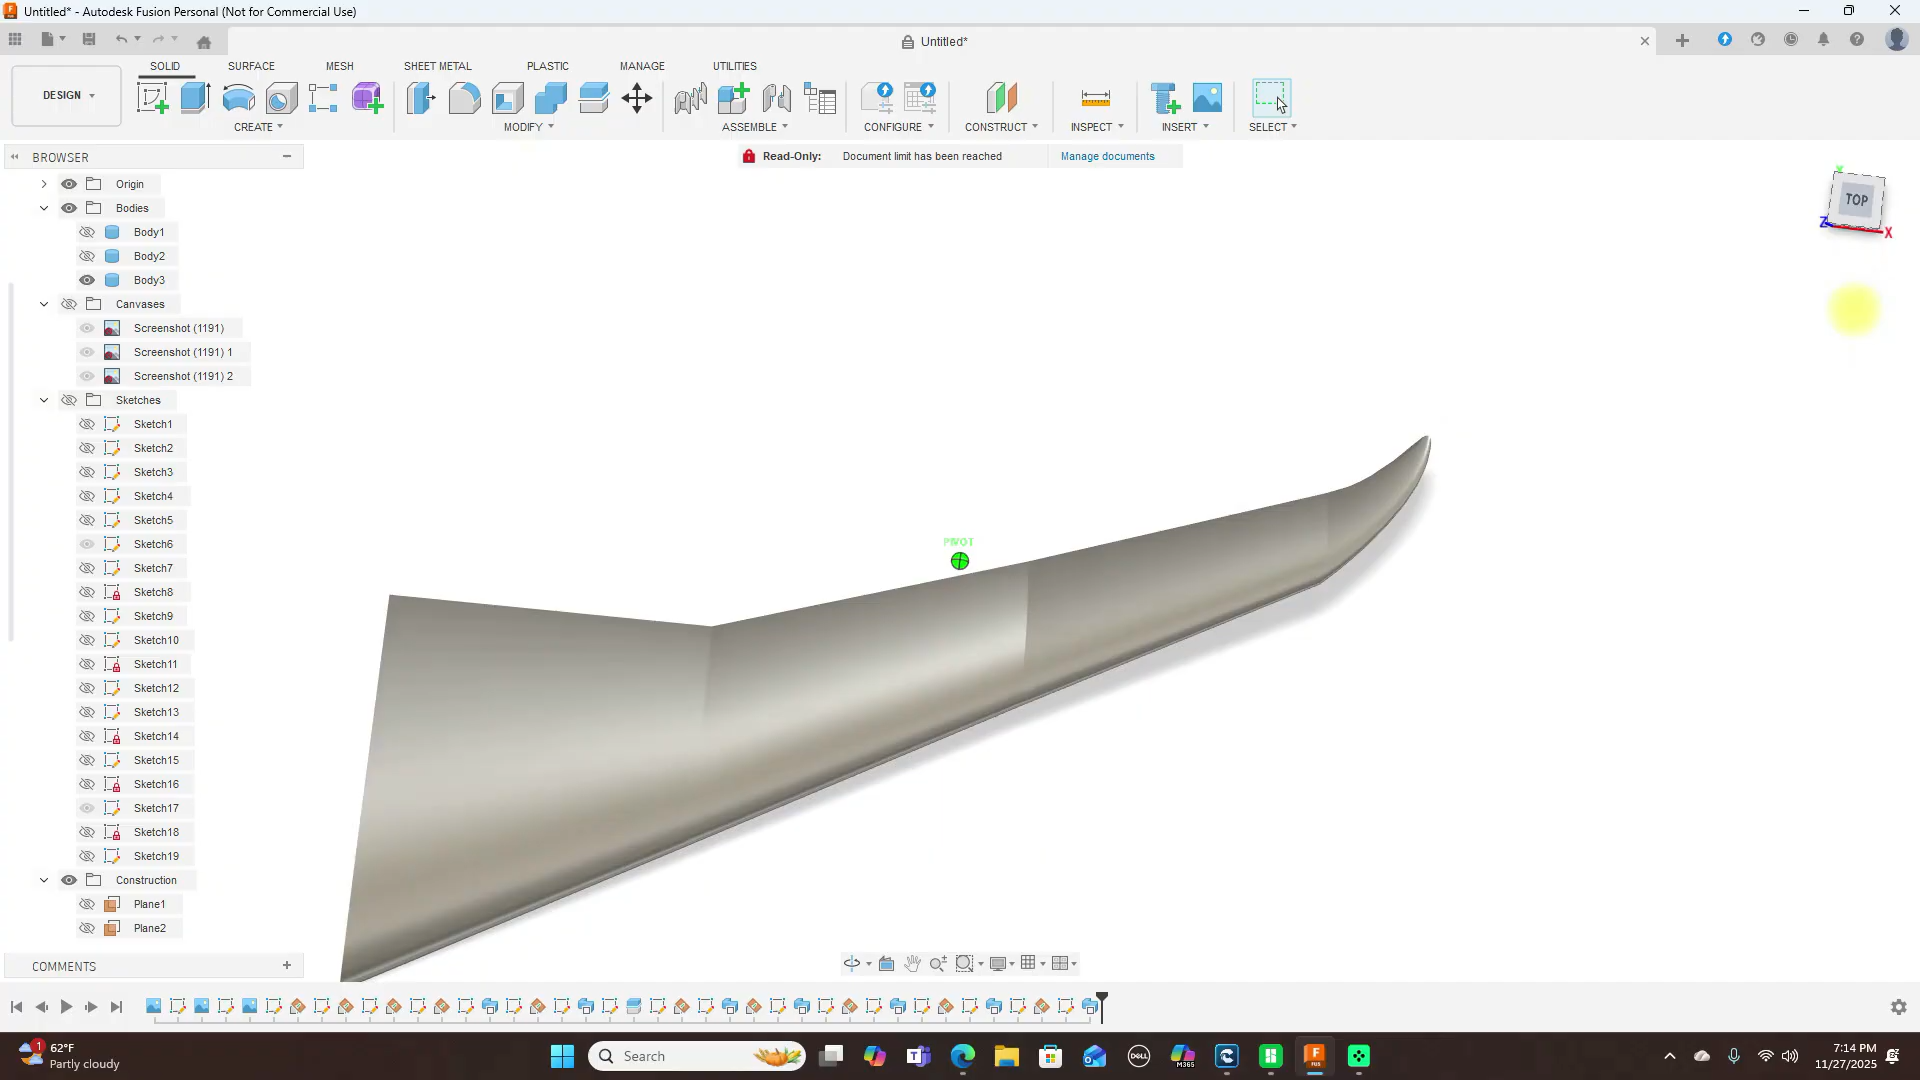 Untitled* - Autodesk Fusion Personal (Not for Commercial Use)
Untitled*
DESIGN
SOLID
SURFACE
MESH
SHEET METAL
PLASTIC
MANAGE
UTILITIES
CREATE
MODIFY
ASSEMBLE
CONFIGURE
CONSTRUCT
INSPECT
INSERT
SELECT
BROWSER
Read-Only: Document limit has been reached
Manage documents
Origin
Bodies
Body1
Body2
Body3
Canvases
Screenshot (1191)
Screenshot (1191) 1
Screenshot (1191) 2
Sketches
Sketch1
Sketch2
Sketch3
Sketch4
Sketch5
Sketch6
Sketch7
Sketch8
Sketch9
Sketch10
Sketch11
Sketch12
Sketch13
Sketch14
Sketch15
Sketch16
Sketch17
Sketch18
Sketch19
Construction
Plane1
Plane2
COMMENTS
TOP
Y
Z
X
PIVOT
1
62°F
Partly cloudy
Search
DELL
M365
FUS
7:14 PM
11/27/2025